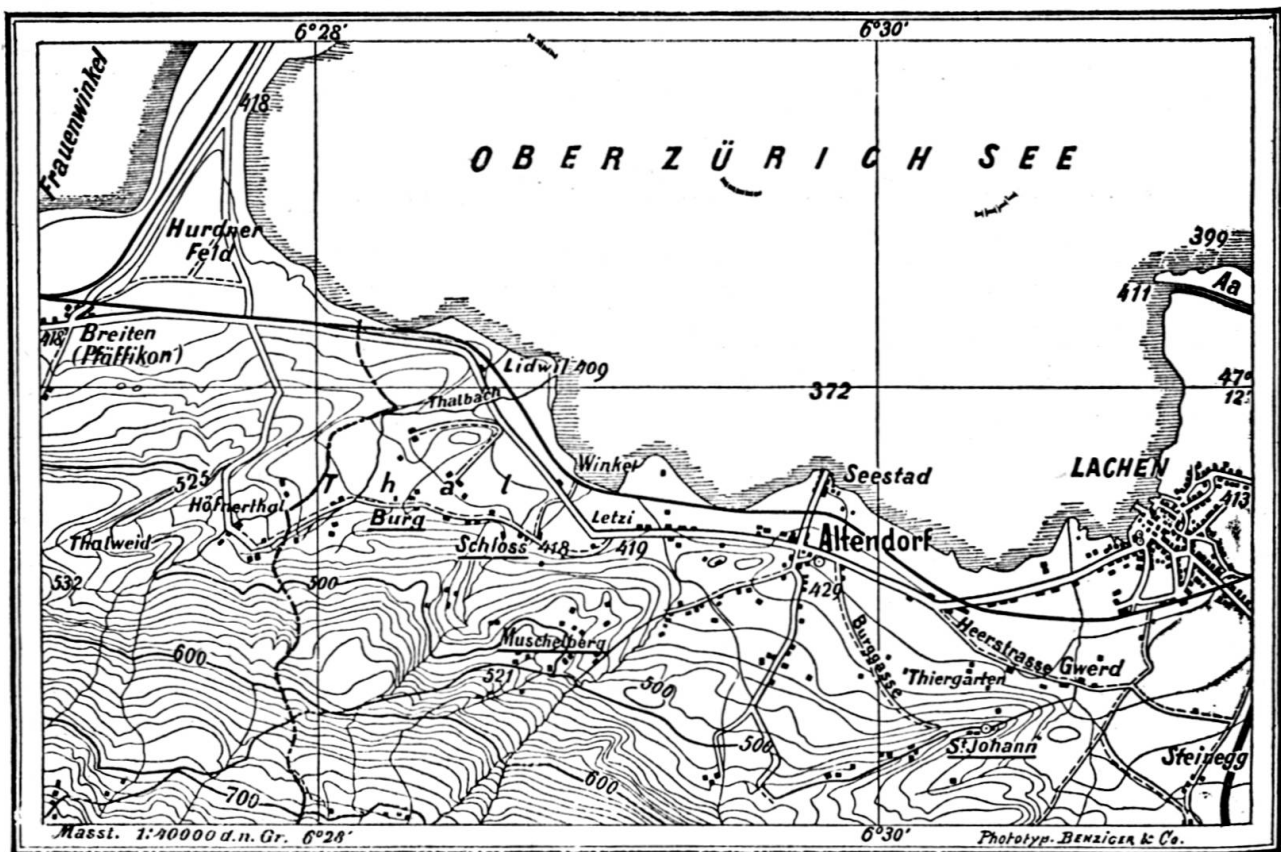 6°28'
6°30'
Frauenwinkel
418
OBERZÜRICH SEE
Hurdner
Feld
399
Aa
411
418
Breiten
(Pfäffikon)
Lidwil 409
372
47°
12'
Thalbach
Winkel
Seestad
LACHEN
413
525
Thal
Höfnerthal
Burg
Letzi
Thalweid
Schloss
418
419
Altendorf
532
500
429
Heerstrasse
Gwerd
Muschelberg
Burggasse
Thiergarten
600
521
500
506
St Johann
Steinegg
700
600
Masst. 1:40000 d.n. Gr.
6°28'
6°30'
Phototyp. BENZIGER & Co.